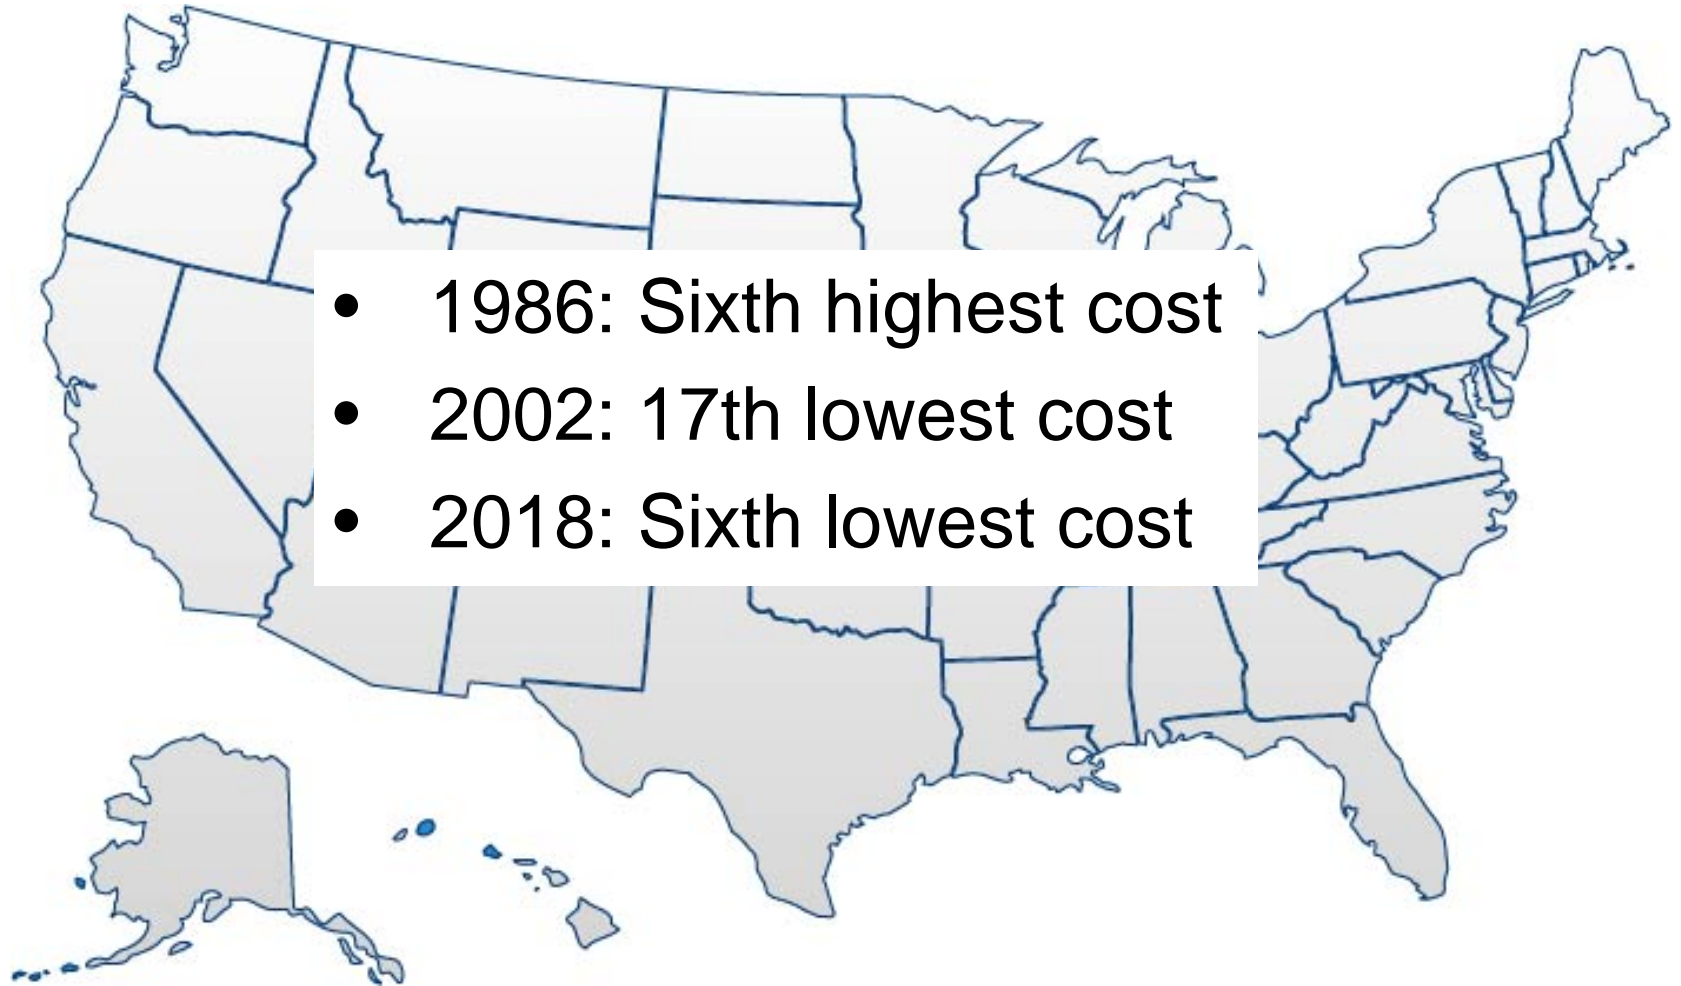 • 1986: Sixth highest cost
• 2002: 17th lowest cost
• 2018: Sixth lowest cost